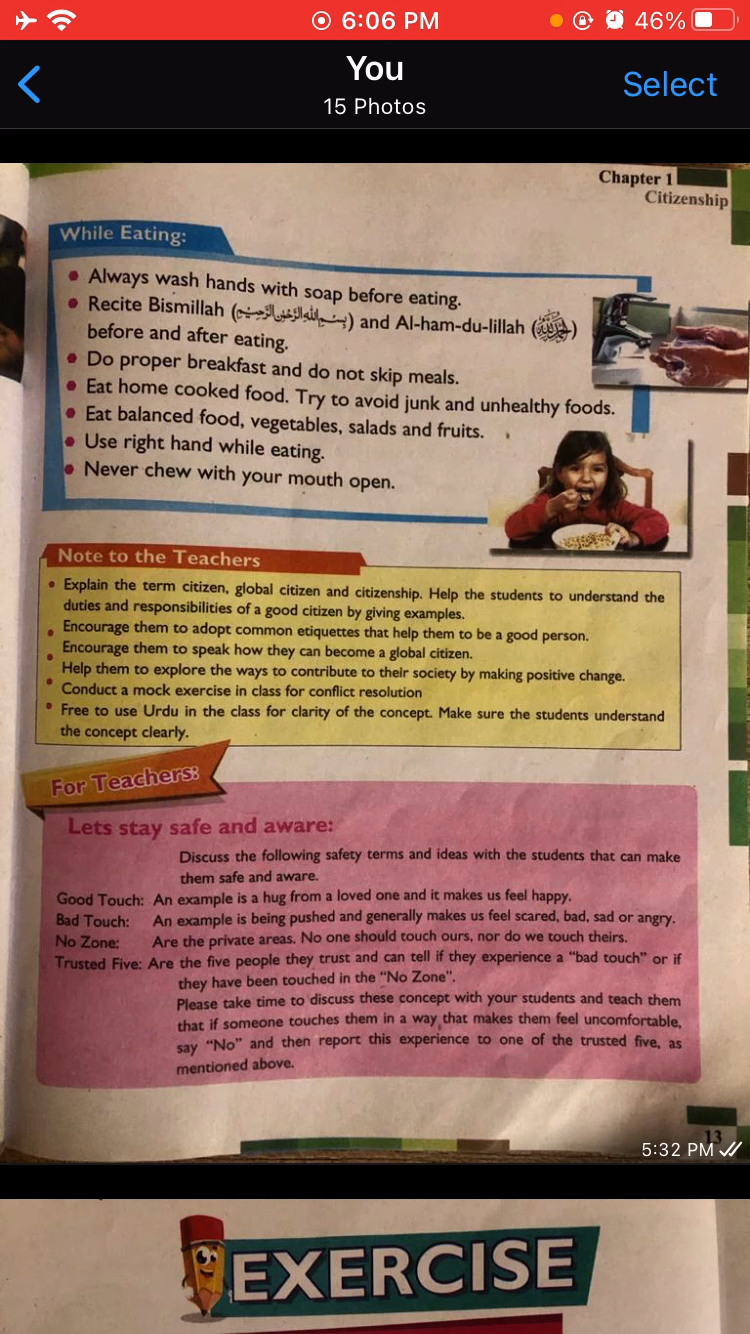 6:06 PM
46%
You
15 Photos
Select
Chapter 1
Citizenship
While Eating:
• Always wash hands with soap before eating.
• Recite Bismillah (بِسْمِ اللهِ الرَّحْمٰنِ الرَّحِيْمِ) and Al-ham-du-lillah (الْحَمْدُ لِلّٰهِ)
before and after eating.
• Do proper breakfast and do not skip meals.
• Eat home cooked food. Try to avoid junk and unhealthy foods.
• Eat balanced food, vegetables, salads and fruits.
• Use right hand while eating.
• Never chew with your mouth open.
Note to the Teachers
• Explain the term citizen, global citizen and citizenship. Help the students to understand the
duties and responsibilities of a good citizen by giving examples.
• Encourage them to adopt common etiquettes that help them to be a good person.
• Encourage them to speak how they can become a global citizen.
Help them to explore the ways to contribute to their society by making positive change.
• Conduct a mock exercise in class for conflict resolution
• Free to use Urdu in the class for clarity of the concept. Make sure the students understand
the concept clearly.
For Teachers:
Lets stay safe and aware:
Discuss the following safety terms and ideas with the students that can make
them safe and aware.
Good Touch: An example is a hug from a loved one and it makes us feel happy.
Bad Touch: An example is being pushed and generally makes us feel scared, bad, sad or angry.
No Zone: Are the private areas. No one should touch ours, nor do we touch theirs.
Trusted Five: Are the five people they trust and can tell if they experience a “bad touch” or if
they have been touched in the “No Zone”.
Please take time to discuss these concept with your students and teach them
that if someone touches them in a way that makes them feel uncomfortable,
say “No” and then report this experience to one of the trusted five, as
mentioned above.
13
5:32 PM
EXERCISE